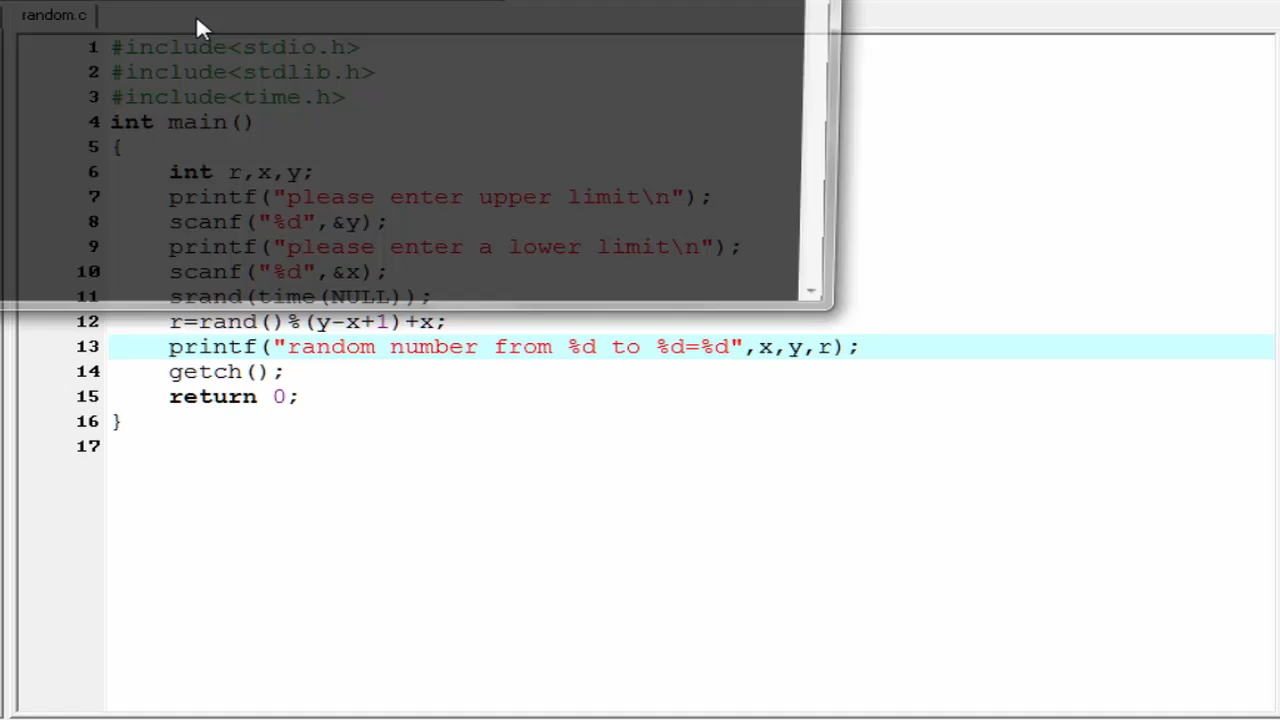 random.c
1 #include<stdio.h>
2 #include<stdlib.h>
3 #include<time.h>
4 int main()
5 {
6 int r,x,y;
7 printf("please enter upper limit\n");
8 scanf("%d",&y);
9 printf("please enter a lower limit\n");
10 scanf("%d",&x);
11 srand(time(NULL));
12 r=rand()%(y-x+1)+x;
13 printf("random number from %d to %d=%d",x,y,r);
14 getch();
15 return 0;
16 }
17